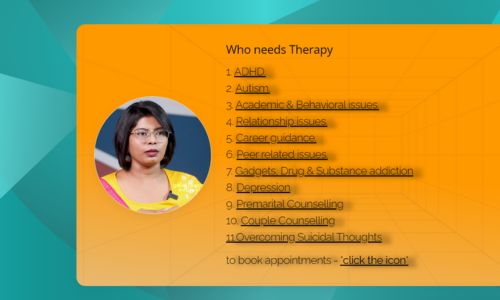 Who needs Therapy
1. ADHD
2. Autism
3. Academic & Behavioral issues
4. Relationship issues
5. Career guidance
6. Peer related issues
7. Gadgets, Drug & Substance addiction
8. Depression
9. Premarital Counselling
10. Couple Counselling
11.Overcoming Suicidal Thoughts
to book appointments - "click the icon"